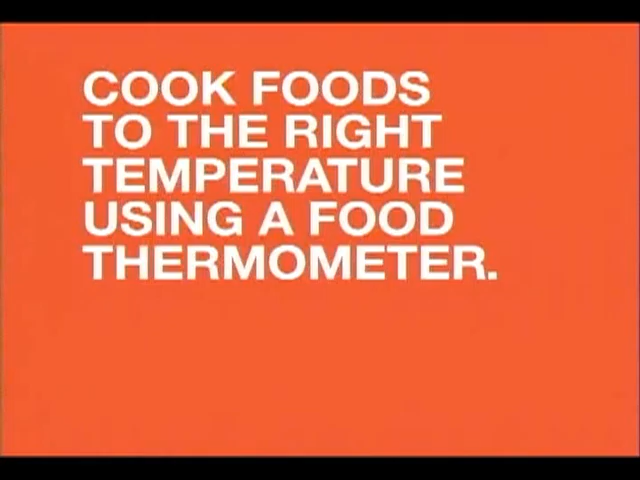 COOK FOODS
TO THE RIGHT
TEMPERATURE
USING A FOOD
THERMOMETER.